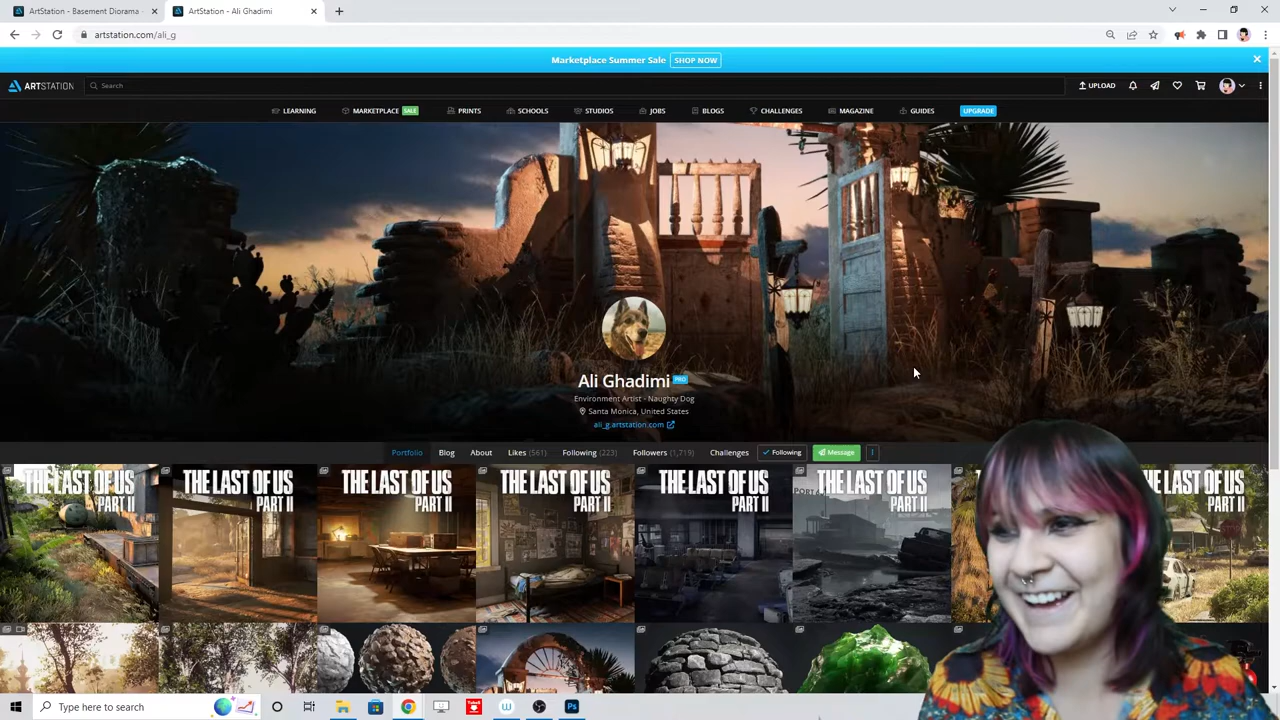 ArtStation - Basement Diorama -
ArtStation - Ali Ghadimi
artstation.com/ali_g
Marketplace Summer Sale SHOP NOW
ARTSTATION
Search
UPLOAD
LEARNING MARKETPLACE SALE PRINTS SCHOOLS STUDIOS JOBS BLOGS CHALLENGES MAGAZINE GUIDES UPGRADE
Ali Ghadimi PRO
Environment Artist - Naughty Dog
Santa Monica, United States
ali_g.artstation.com
Portfolio Blog About Likes (561) Following (223) Followers (1,719) Challenges Following Message
THE LAST OF US
PART II
THE LAST OF US
PART II
THE LAST OF US
PART II
THE LAST OF US
PART II
THE LAST OF US
PART II
THE LAST OF US
PART II
THE LAST OF US
PART II
Type here to search